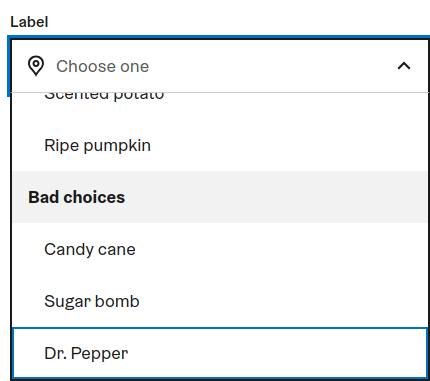 Label
Choose one
Scented potato
Ripe pumpkin
Bad choices
Candy cane
Sugar bomb
Dr. Pepper